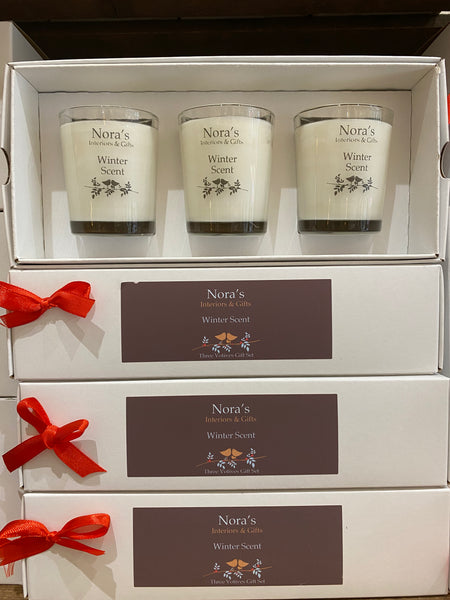 Nora's
Interiors & Gifts
Winter
Scent
Nora's
Interiors & Gifts
Winter
Scent
Nora's
Interiors & Gifts
Winter
Scent
Nora's
Interiors & Gifts
Winter Scent
Three Votives Gift Set
Nora's
Interiors & Gifts
Winter Scent
Three Votives Gift Set
Nora's
Interiors & Gifts
Winter Scent
Three Votives Gift Set